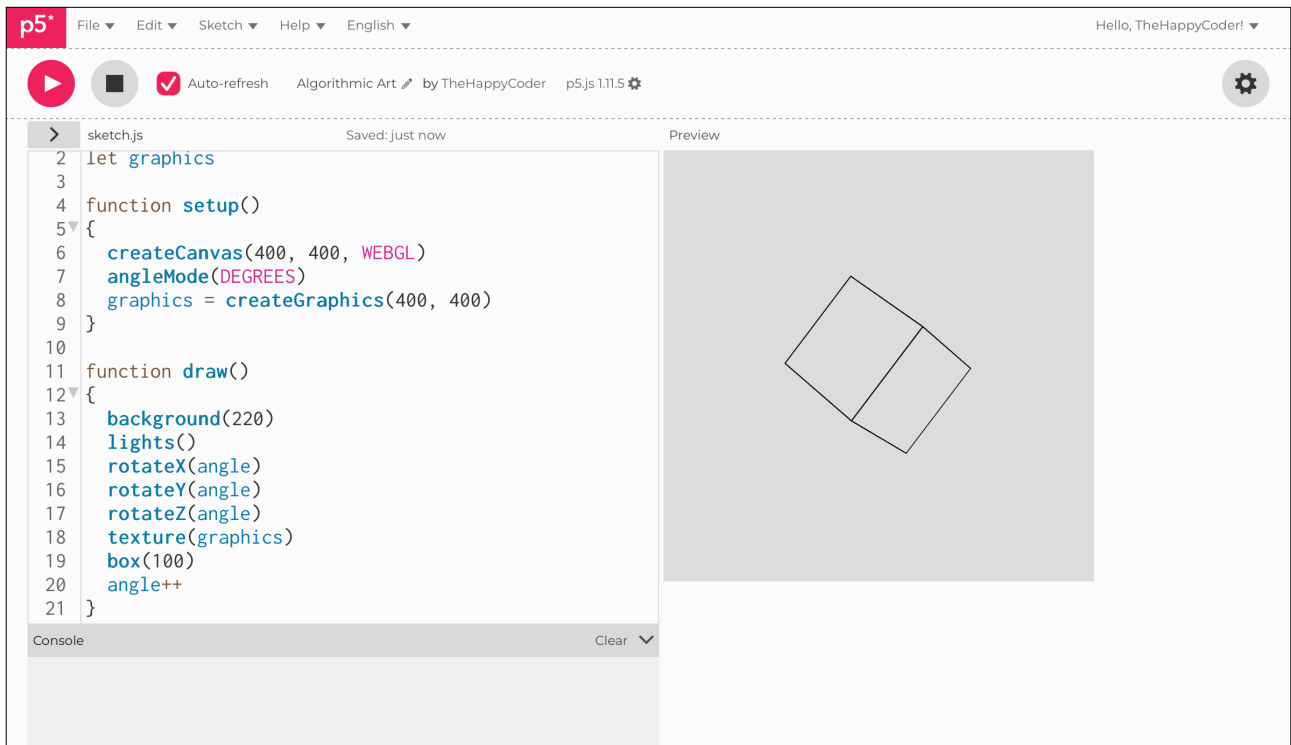 p5* File ▼ Edit ▼ Sketch ▼ Help ▼ English ▼ Hello, TheHappyCoder! ▼
Auto-refresh Algorithmic Art by TheHappyCoder p5.js 1.11.5
> sketch.js Saved: just now Preview
2 let graphics
3
4 function setup()
5 {
6 createCanvas(400, 400, WEBGL)
7 angleMode(DEGREES)
8 graphics = createGraphics(400, 400)
9 }
10
11 function draw()
12 {
13 background(220)
14 lights()
15 rotateX(angle)
16 rotateY(angle)
17 rotateZ(angle)
18 texture(graphics)
19 box(100)
20 angle++
21 }
Console Clear